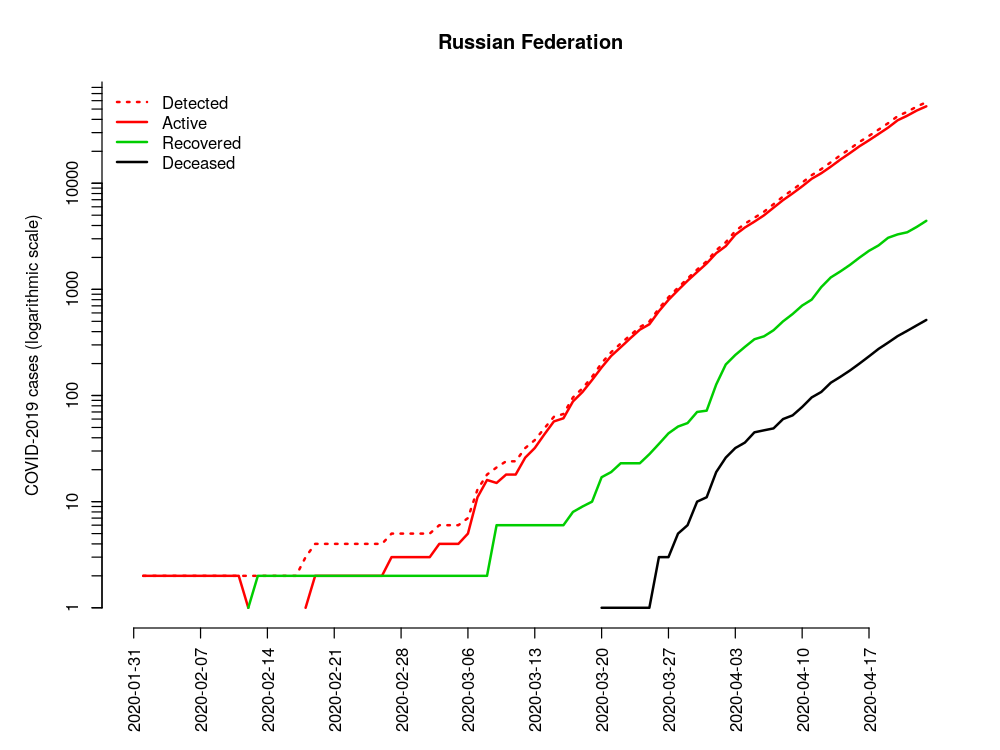 Russian Federation
Detected
Active
Recovered
Deceased
COVID-2019 cases (logarithmic scale)
10000
1000
100
10
1
2020-01-31
2020-02-07
2020-02-14
2020-02-21
2020-02-28
2020-03-06
2020-03-13
2020-03-20
2020-03-27
2020-04-03
2020-04-10
2020-04-17